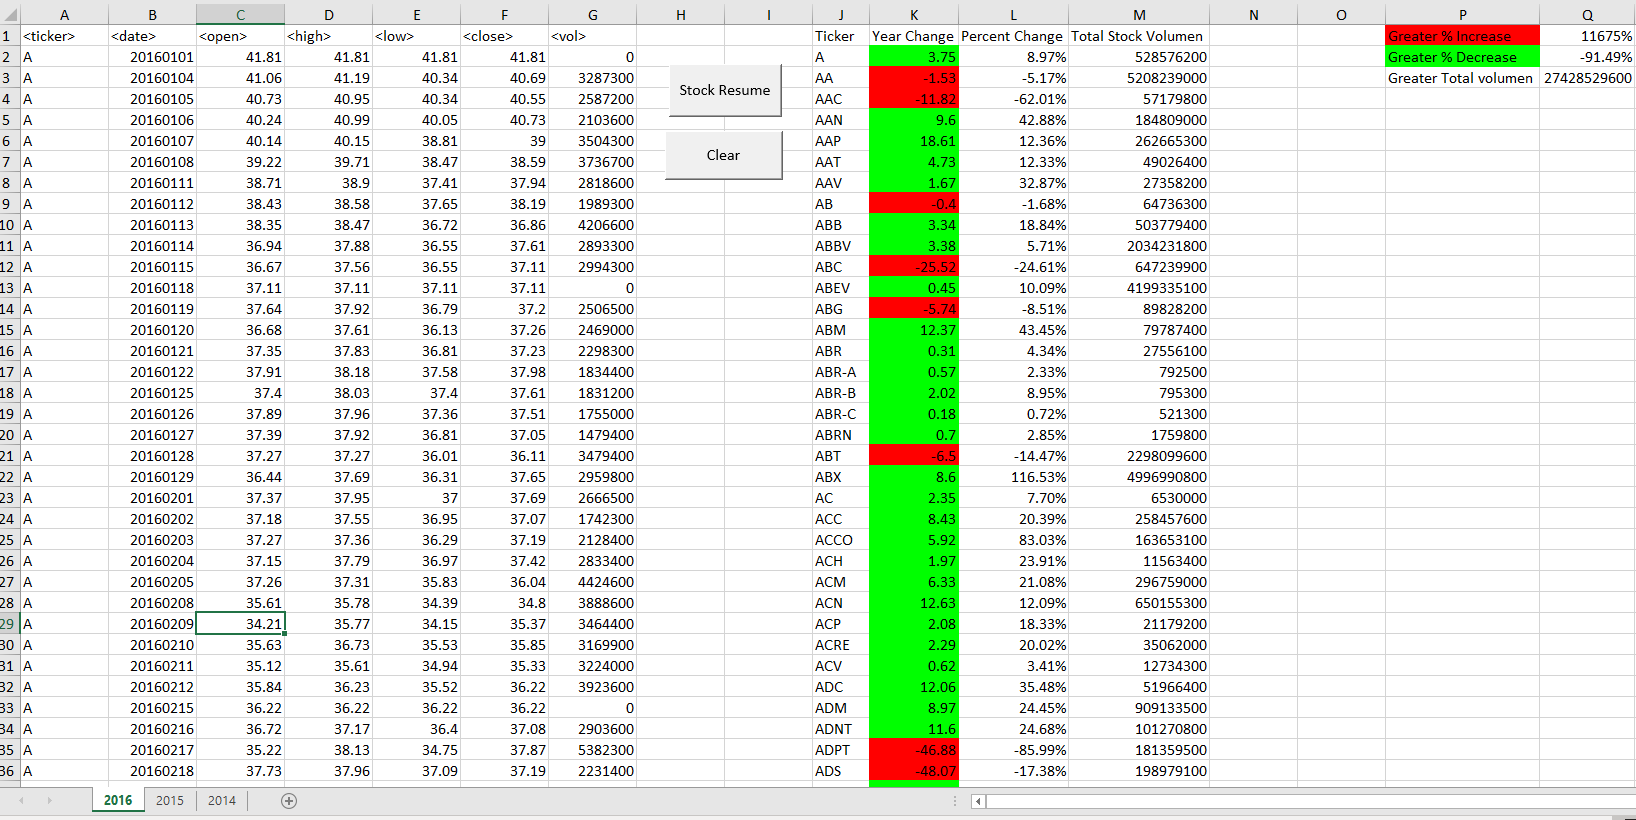 A B C D E F G H I J K L M N O P Q
1 <ticker> <date> <open> <high> <low> <close> <vol> Ticker Year Change Percent Change Total Stock Volumen Greater % Increase 11675%
2 A 20160101 41.81 41.81 41.81 41.81 0 A 3.75 8.97% 528576200 Greater % Decrease -91.49%
3 A 20160104 41.06 41.19 40.34 40.69 3287300 AA -1.53 -5.17% 5208239000 Greater Total volumen 27428529600
4 A 20160105 40.73 40.95 40.34 40.55 2587200 AAC -11.82 -62.01% 57179800
5 A 20160106 40.24 40.99 40.05 40.73 2103600 AAN 9.6 42.88% 184809000
6 A 20160107 40.14 40.15 38.81 39 3504300 AAP 18.61 12.36% 262665300
7 A 20160108 39.22 39.71 38.47 38.59 3736700 AAT 4.73 12.33% 49026400
8 A 20160111 38.71 38.9 37.41 37.94 2818600 AAV 1.67 32.87% 27358200
9 A 20160112 38.43 38.58 37.65 38.19 1989300 AB -0.4 -1.68% 64736300
10 A 20160113 38.35 38.47 36.72 36.86 4206600 ABB 3.34 18.84% 503779400
11 A 20160114 36.94 37.88 36.55 37.61 2893300 ABBV 3.38 5.71% 2034231800
12 A 20160115 36.67 37.56 36.55 37.11 2994300 ABC -25.52 -24.61% 647239900
13 A 20160118 37.11 37.11 37.11 37.11 0 ABEV 0.45 10.09% 4199335100
14 A 20160119 37.64 37.92 36.79 37.2 2506500 ABG -5.74 -8.51% 89828200
15 A 20160120 36.68 37.61 36.13 37.26 2469000 ABM 12.37 43.45% 79787400
16 A 20160121 37.35 37.83 36.81 37.23 2298300 ABR 0.31 4.34% 27556100
17 A 20160122 37.91 38.18 37.58 37.98 1834400 ABR-A 0.57 2.33% 792500
18 A 20160125 37.4 38.03 37.4 37.61 1831200 ABR-B 2.02 8.95% 795300
19 A 20160126 37.89 37.96 37.36 37.51 1755000 ABR-C 0.18 0.72% 521300
20 A 20160127 37.39 37.92 36.81 37.05 1479400 ABRN 0.7 2.85% 1759800
21 A 20160128 37.27 37.27 36.01 36.11 3479400 ABT -6.5 -14.47% 2298099600
22 A 20160129 36.44 37.69 36.31 37.65 2959800 ABX 8.6 116.53% 4996990800
23 A 20160201 37.37 37.95 37 37.69 2666500 AC 2.35 7.70% 6530000
24 A 20160202 37.18 37.55 36.95 37.07 1742300 ACC 8.43 20.39% 258457600
25 A 20160203 37.27 37.36 36.29 37.19 2128400 ACCO 5.92 83.03% 163653100
26 A 20160204 37.15 37.79 36.97 37.42 2833400 ACH 1.97 23.91% 11563400
27 A 20160205 37.26 37.31 35.83 36.04 4424600 ACM 6.33 21.08% 296759000
28 A 20160208 35.61 35.78 34.39 34.8 3888600 ACN 12.63 12.09% 650155300
29 A 20160209 34.21 35.77 34.15 35.37 3464400 ACP 2.08 18.33% 21179200
30 A 20160210 35.63 36.73 35.53 35.85 3169900 ACRE 2.29 20.02% 35062000
31 A 20160211 35.12 35.61 34.94 35.33 3224000 ACV 0.62 3.41% 12734300
32 A 20160212 35.84 36.23 35.52 36.22 3923600 ADC 12.06 35.48% 51966400
33 A 20160215 36.22 36.22 36.22 36.22 0 ADM 8.97 24.45% 909133500
34 A 20160216 36.72 37.17 36.4 37.08 2903600 ADNT 11.6 24.68% 101270800
35 A 20160217 35.22 38.13 34.75 37.87 5382300 ADPT -46.88 -85.99% 181359500
36 A 20160218 37.73 37.96 37.09 37.19 2231400 ADS -48.07 -17.38% 198979100
Stock Resume
Clear
2016 2015 2014